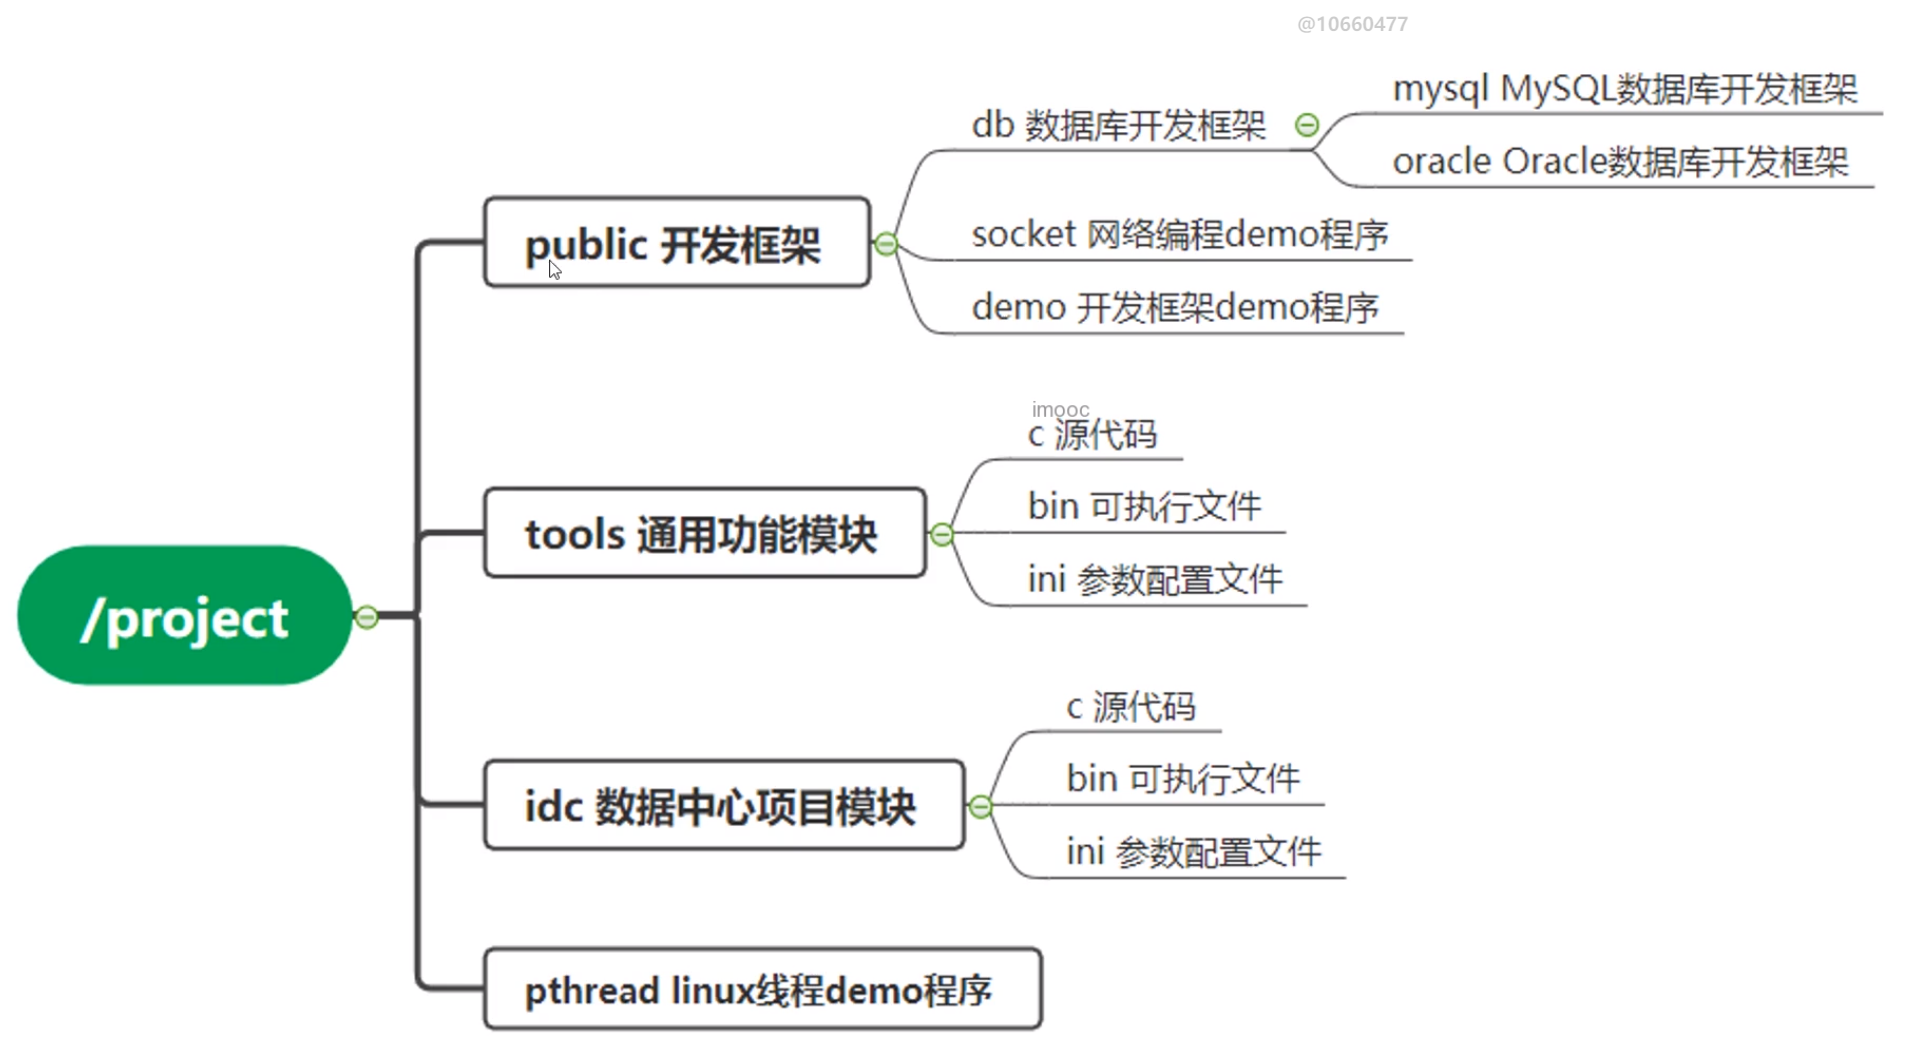 @10660477
/project
public 开发框架
db 数据库开发框架
mysql MySQL数据库开发框架
oracle Oracle数据库开发框架
socket 网络编程demo程序
demo 开发框架demo程序
tools 通用功能模块
imooc
c 源代码
bin 可执行文件
ini 参数配置文件
idc 数据中心项目模块
c 源代码
bin 可执行文件
ini 参数配置文件
pthread linux线程demo程序